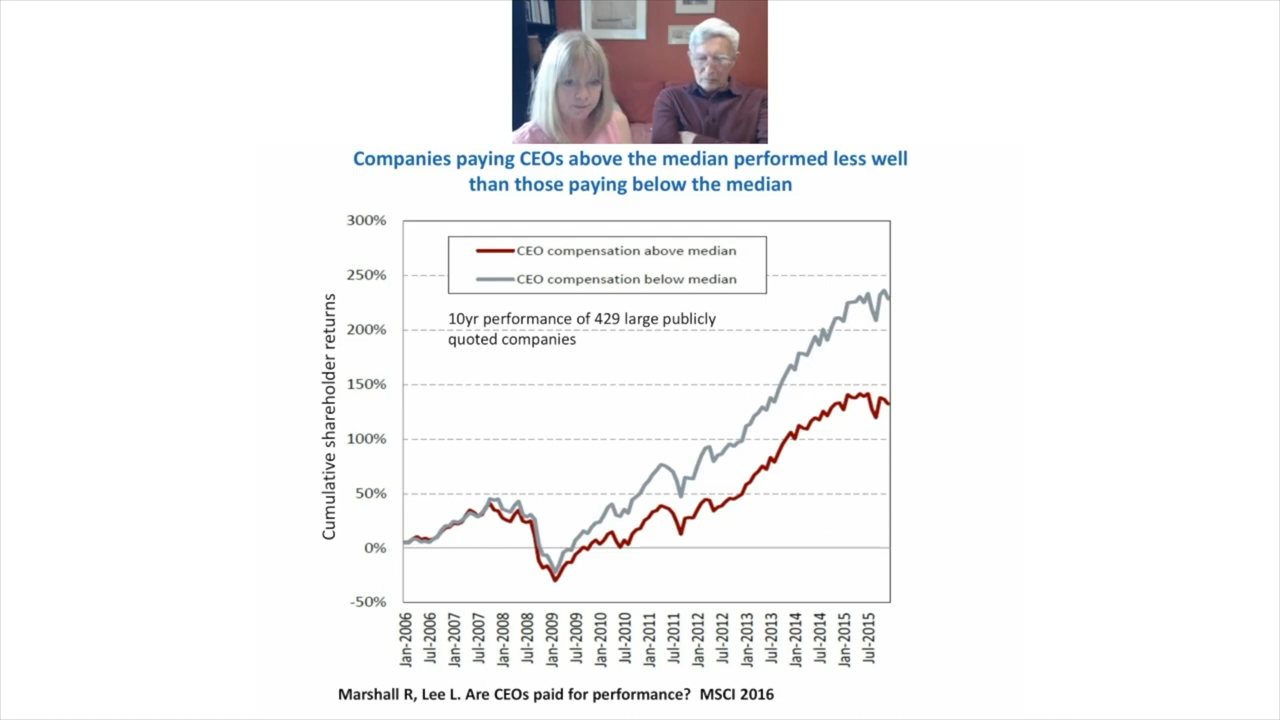 Companies paying CEOs above the median performed less well
than those paying below the median
300%
250%
200%
150%
100%
50%
0%
-50%
Cumulative shareholder returns
CEO compensation above median
CEO compensation below median
10yr performance of 429 large publicly
quoted companies
Jan-2006
Jul-2006
Jan-2007
Jul-2007
Jan-2008
Jul-2008
Jan-2009
Jul-2009
Jan-2010
Jul-2010
Jan-2011
Jul-2011
Jan-2012
Jul-2012
Jan-2013
Jul-2013
Jan-2014
Jul-2014
Jan-2015
Jul-2015
Marshall R, Lee L. Are CEOs paid for performance? MSCI 2016